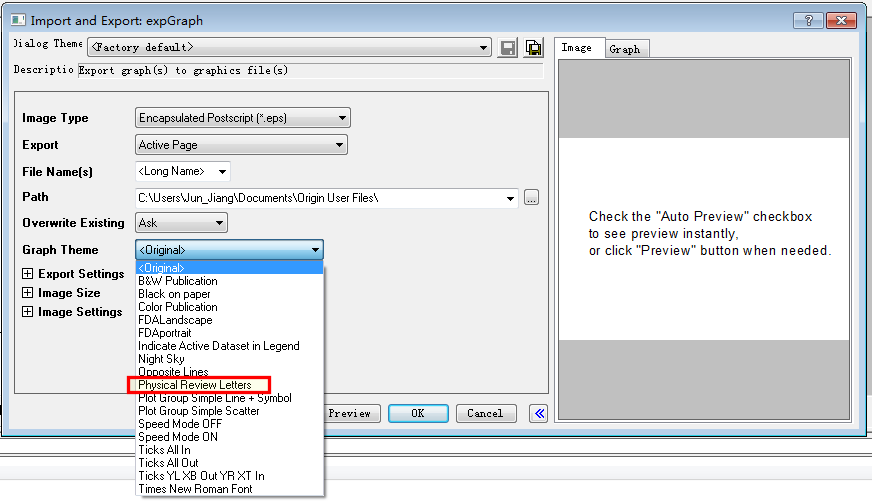 Import and Export: expGraph
Dialog Theme <Factory default>
Descriptio Export graph(s) to graphics file(s)
Image Type Encapsulated Postscript (*.eps)
Export Active Page
File Name(s) <Long Name>
Path C:\Users\Jun_Jiang\Documents\Origin User Files\ ...
Overwrite Existing Ask
Graph Theme <Original>
<Original>
B&W Publication
Black on paper
Color Publication
FDALandscape
FDAportrait
Indicate Active Dataset in Legend
Night Sky
Opposite Lines
Physical Review Letters
Plot Group Simple Line + Symbol
Plot Group Simple Scatter
Speed Mode OFF
Speed Mode ON
Ticks All In
Ticks All Out
Ticks YL XB Out YR XT In
Times New Roman Font
Export Settings
Image Size
Image Settings
Preview OK Cancel
Image Graph
Check the "Auto Preview" checkbox
to see preview instantly,
or click "Preview" button when needed.